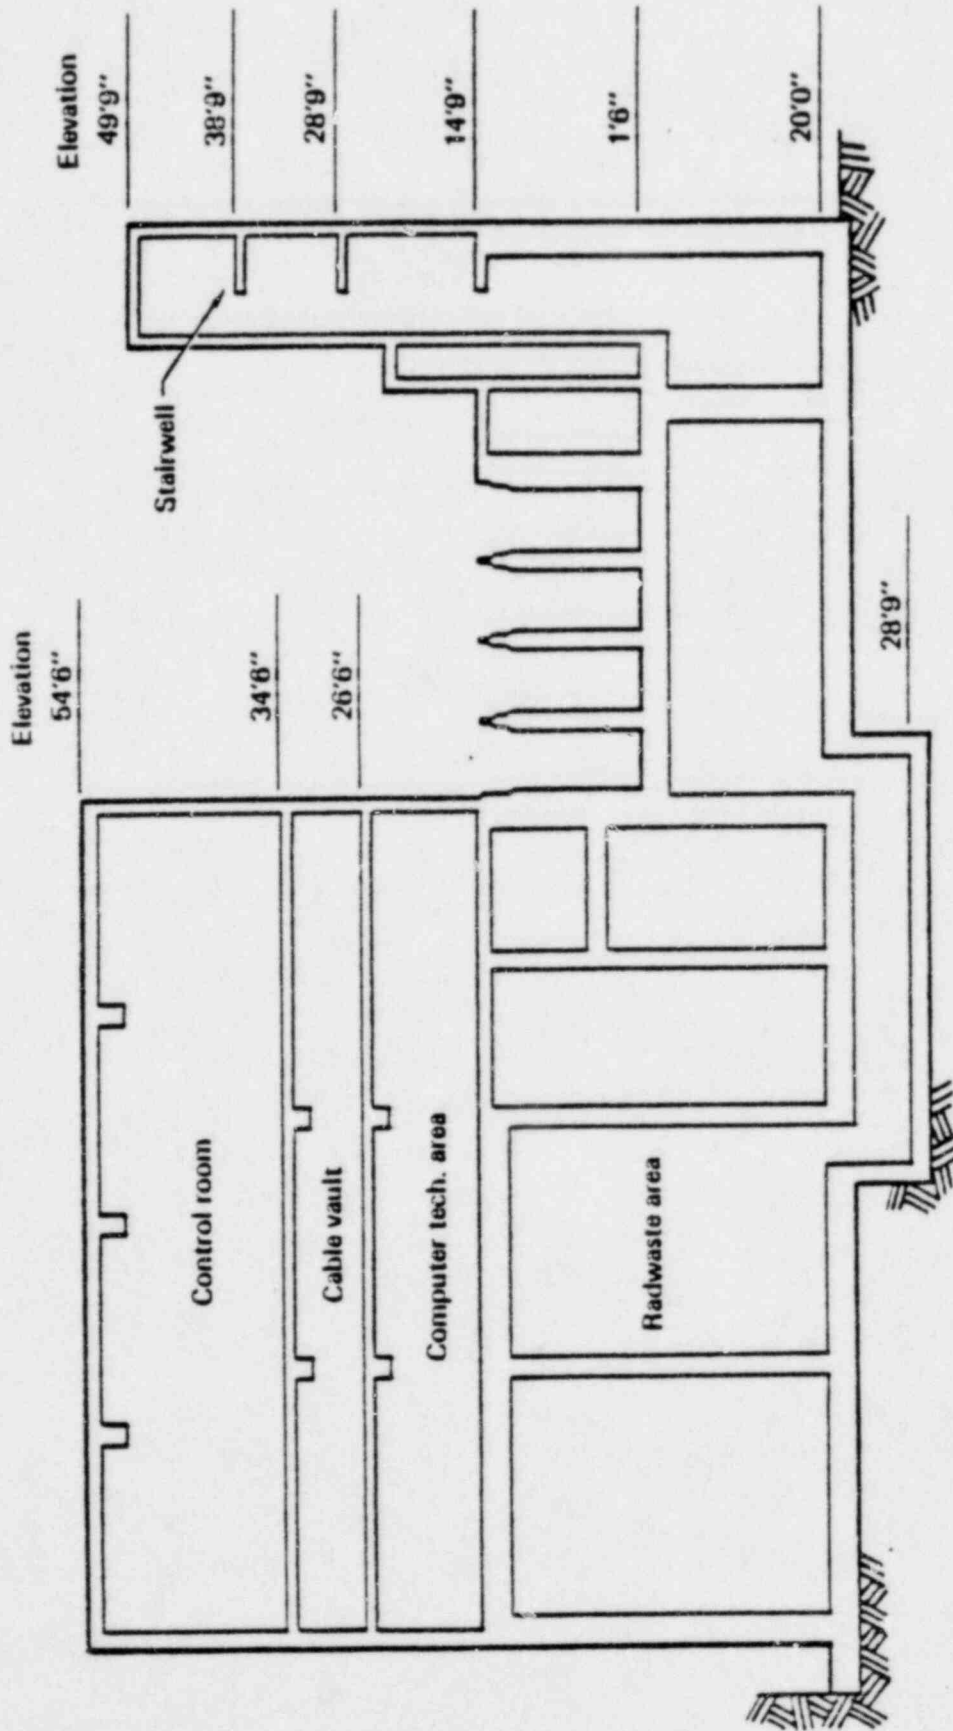 Elevation
49'9"
38'9"
28'9"
14'9"
1'6"
20'0"
Stairwell
Elevation
54'6"
34'6"
26'6"
28'9"
Control room
Cable vault
Computer tech. area
Radwaste area